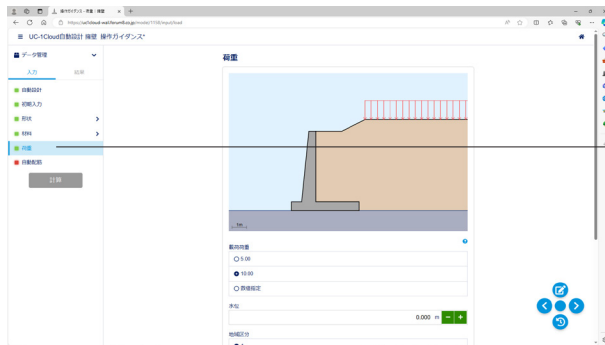 操作ガイダンス - 荷重 | 擁壁
https://uc1cloud-wall.forum8.co.jp/create/1158/input/load
UC-1Cloud自動設計 擁壁 操作ガイダンス*
データ管理
入力
結果
自動設計
初期入力
形状
材料
荷重
自動配筋
計算
荷重
1m
載荷荷重
5.00
10.00
数値指定
水位
0.000 m
地域区分